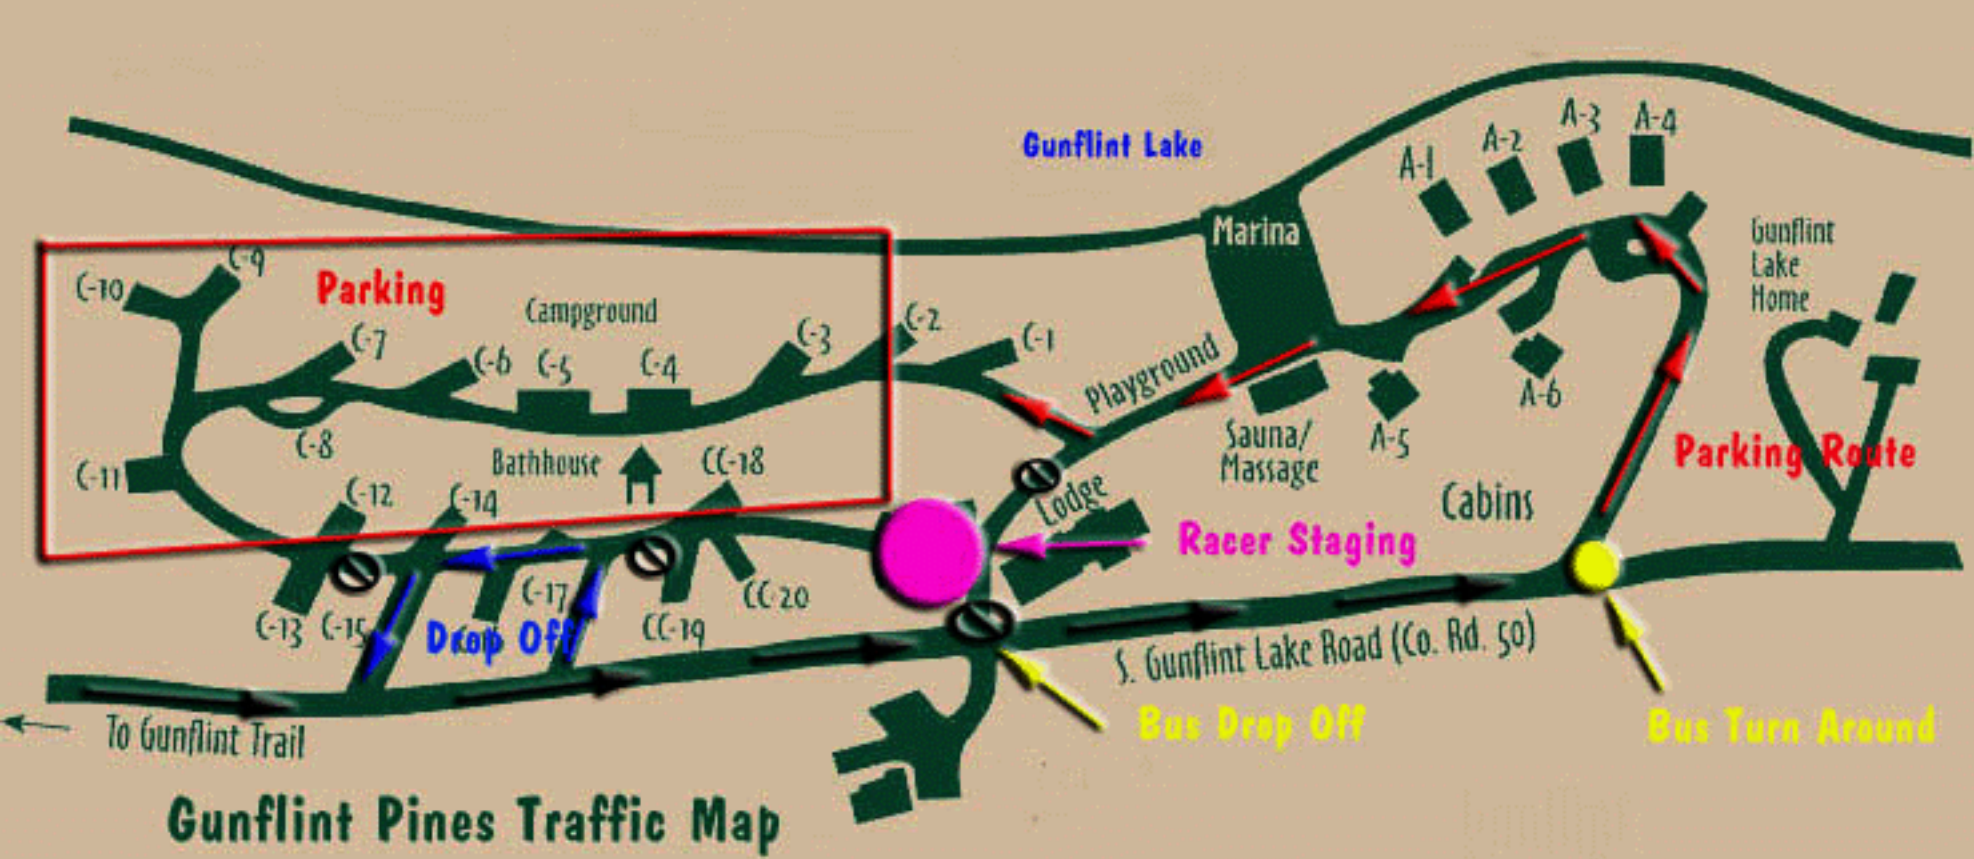 Gunflint Lake
A-1
A-2
A-3
A-4
Marina
Gunflint
Lake
Home
C-10
C-9
Parking
Campground
C-7
C-6
C-5
C-4
C-3
C-2
C-1
Playground
A-6
C-8
C-11
Bathhouse
CC-18
Sauna/
Massage
A-5
Parking Route
C-12
C-14
Lodge
Cabins
Racer Staging
C-17
CC-20
C-13
C-15
Drop Off
CC-19
S. Gunflint Lake Road (Co. Rd. 50)
To Gunflint Trail
Bus Drop Off
Bus Turn Around
Gunflint Pines Traffic Map